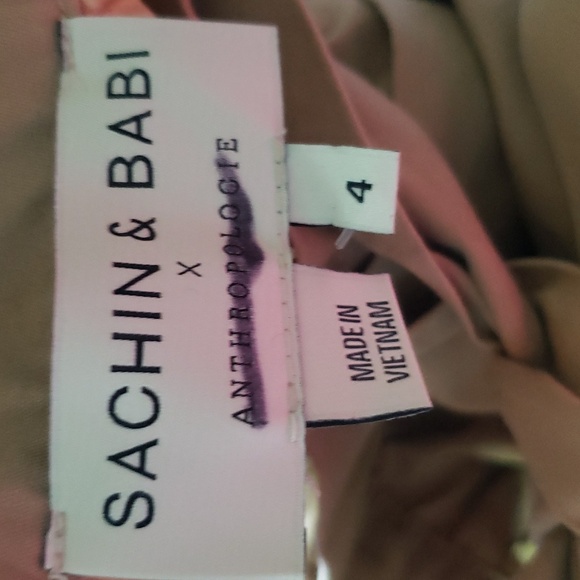 SACHIN & BABI
X
ANTHROPOLOGIE
4
MADE IN
VIETNAM